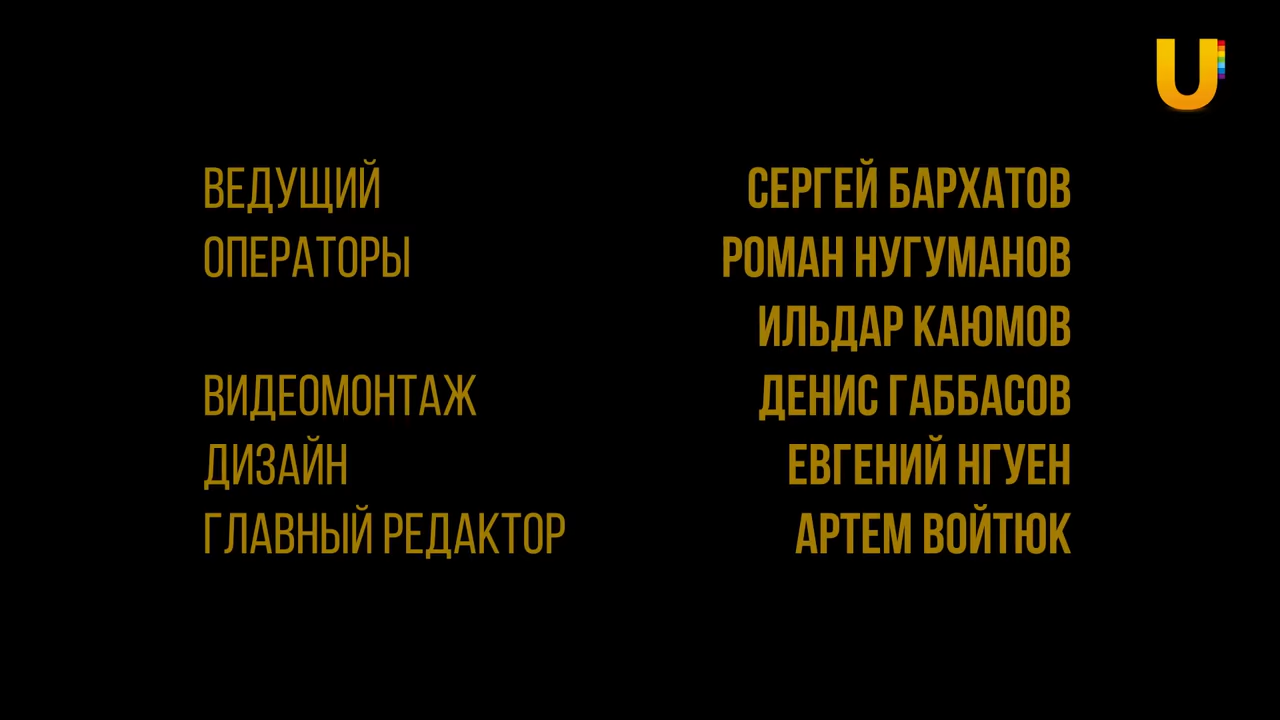 U
ВЕДУЩИЙ СЕРГЕЙ БАРХАТОВ
ОПЕРАТОРЫ РОМАН НУГУМАНОВ
ИЛЬДАР КАЮМОВ
ВИДЕОМОНТАЖ ДЕНИС ГАББАСОВ
ДИЗАЙН ЕВГЕНИЙ НГУЕН
ГЛАВНЫЙ РЕДАКТОР АРТЕМ ВОЙТЮК